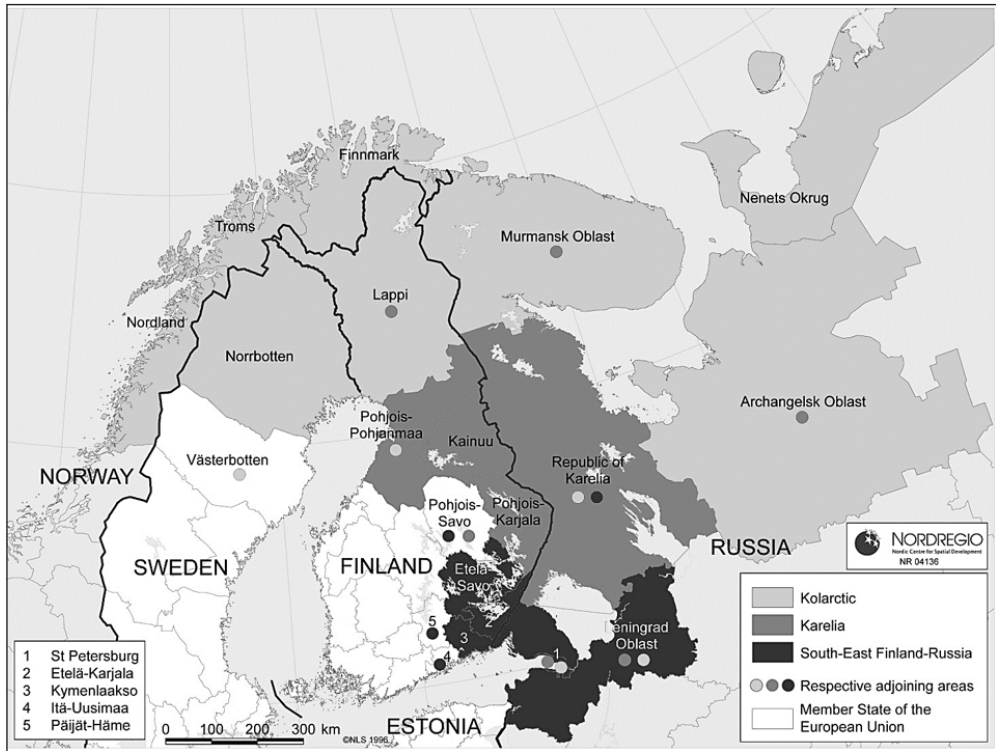 Finnmark
Troms
Nenets Okrug
Murmansk Oblast
Lappi
Nordland
Norrbotten
Archangelsk Oblast
Pohjois-
Pohjanmaa
Kainuu
Västerbotten
Republic of
Karelia
NORWAY
Pohjois-
Savo
Pohjois-
Karjala
RUSSIA
NORDREGIO
Nordic Centre for Spatial Development
NR 04136
SWEDEN
FINLAND
Etelä-
Savo
Leningrad
Oblast
2
3
5
4
1
ESTONIA
1 St Petersburg
2 Etelä-Karjala
3 Kymenlaakso
4 Itä-Uusimaa
5 Päijät-Häme
0 100 200 300 km
©NLS 1996
Kolarctic
Karelia
South-East Finland-Russia
Respective adjoining areas
Member State of the
European Union